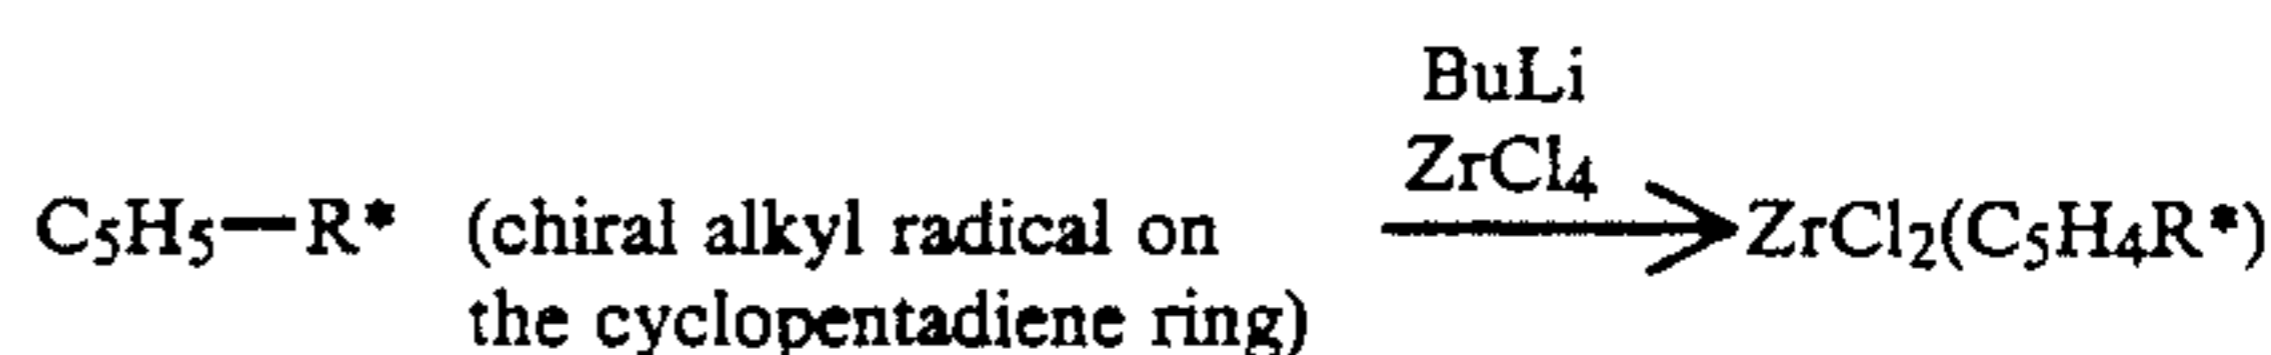 BuLi
ZrCl₄
C₅H₅—R* (chiral alkyl radical on
the cyclopentadiene ring)
ZrCl₂(C₅H₄R*)